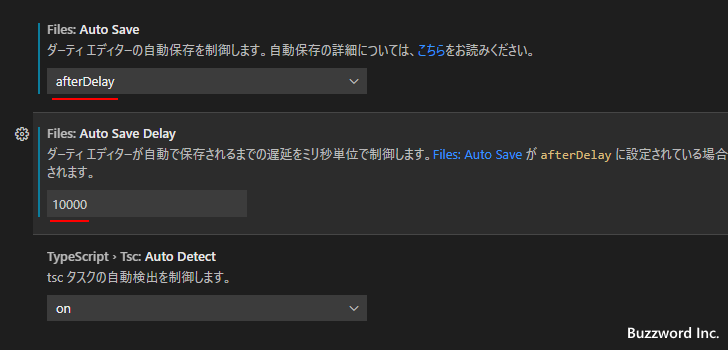 Files: Auto Save
ダーティ エディターの自動保存を制御します。自動保存の詳細については、こちらをお読みください。
afterDelay
Files: Auto Save Delay
ダーティ エディターが自動で保存されるまでの遅延をミリ秒単位で制御します。Files: Auto Save が afterDelay に設定されている場合
されます。
10000
TypeScript › Tsc: Auto Detect
tsc タスクの自動検出を制御します。
on
Buzzword Inc.